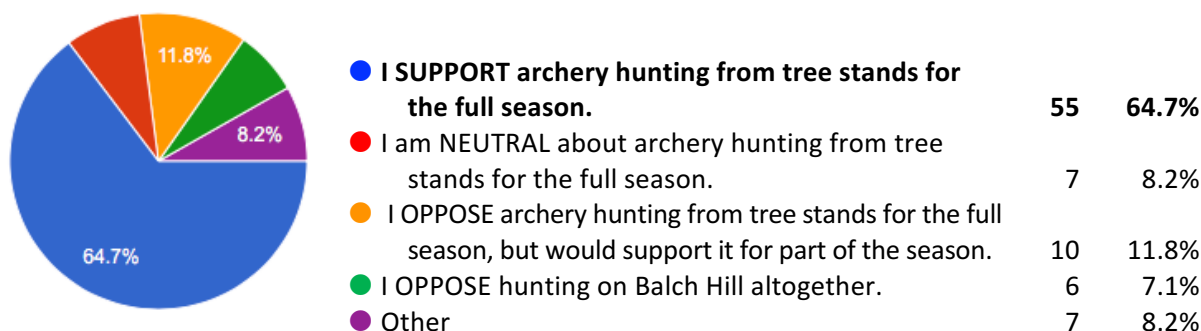 11.8%
8.2%
64.7%
I SUPPORT archery hunting from tree stands for
the full season. 55 64.7%
I am NEUTRAL about archery hunting from tree
stands for the full season. 7 8.2%
I OPPOSE archery hunting from tree stands for the full
season, but would support it for part of the season. 10 11.8%
I OPPOSE hunting on Balch Hill altogether. 6 7.1%
Other 7 8.2%